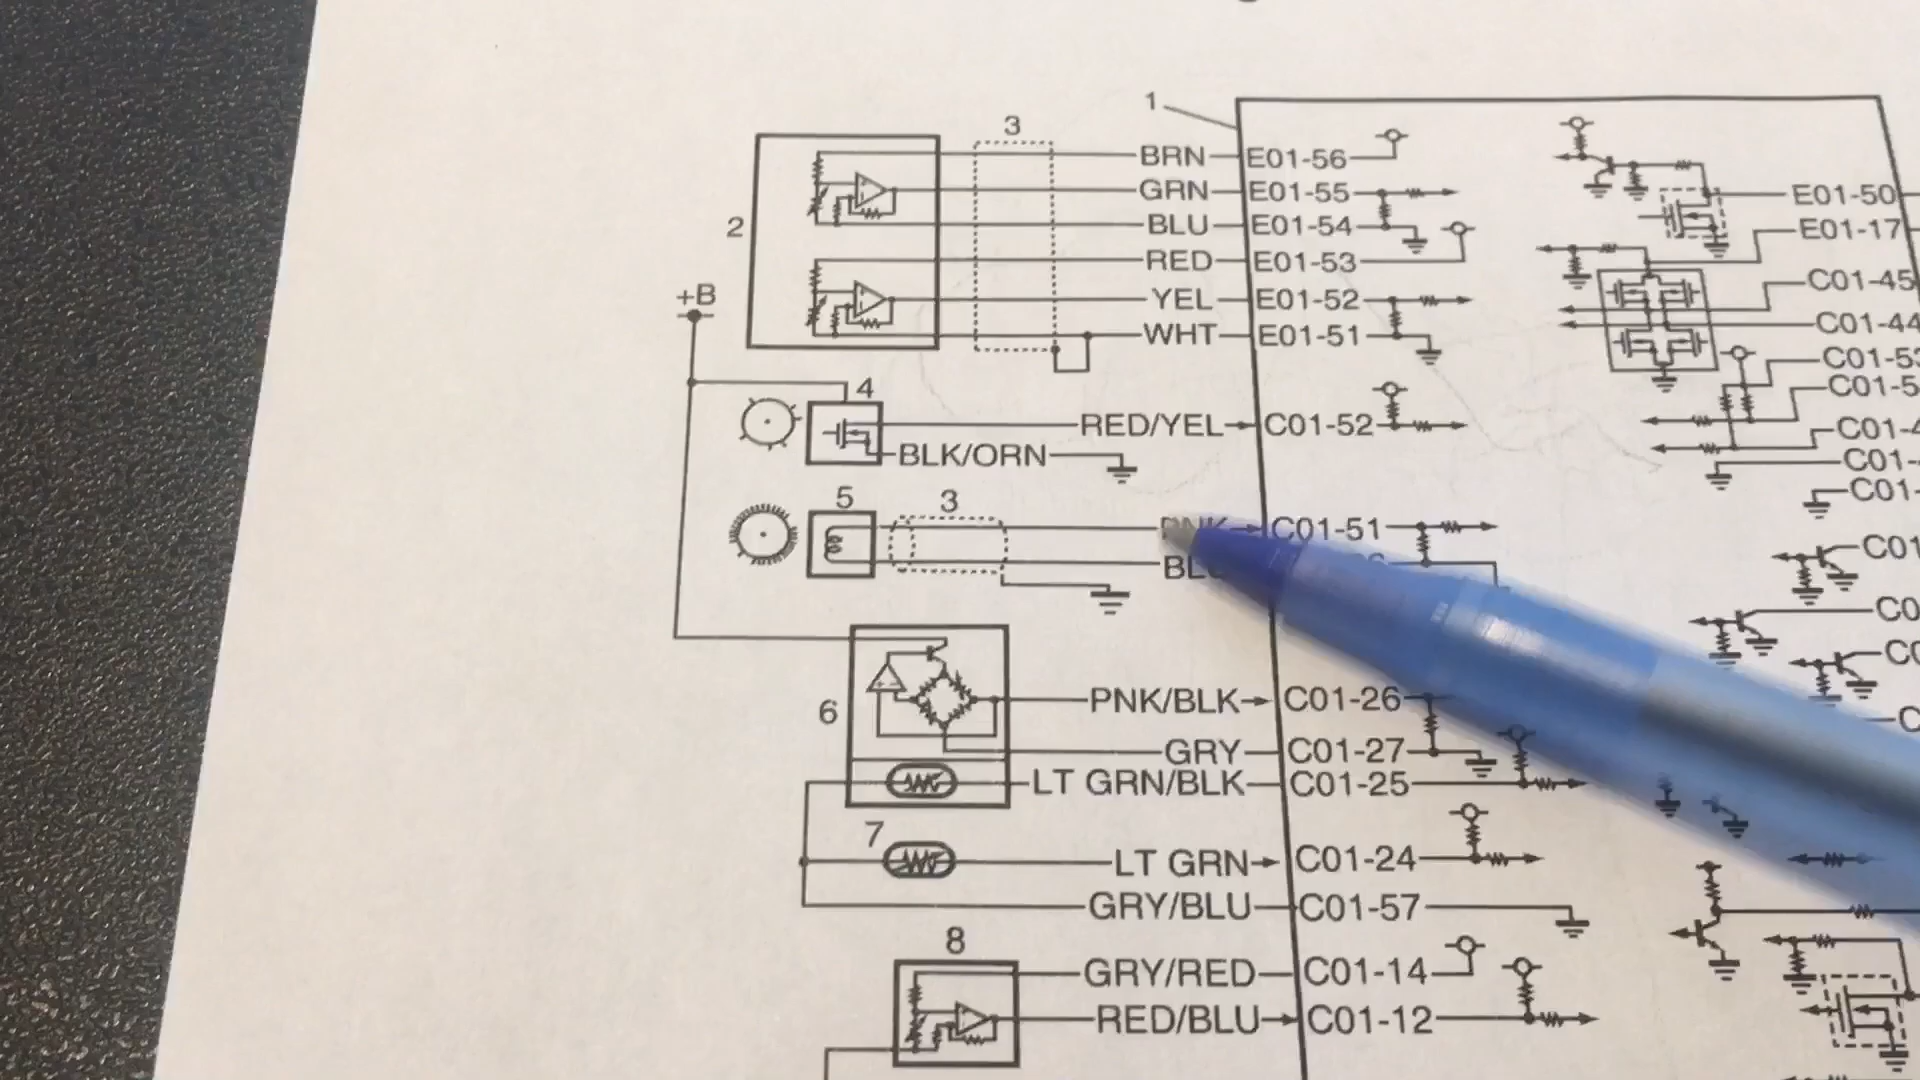 1
3
BRN E01-56
GRN E01-55
E01-50
2
BLU E01-54
E01-17
RED E01-53
C01-45
+B
YEL E01-52
C01-44
WHT E01-51
4
RED/YEL C01-52
BLK/ORN
5
3
PNK C01-51
6
PNK/BLK C01-26
GRY C01-27
LT GRN/BLK C01-25
7
LT GRN C01-24
GRY/BLU C01-57
8
GRY/RED C01-14
RED/BLU C01-12